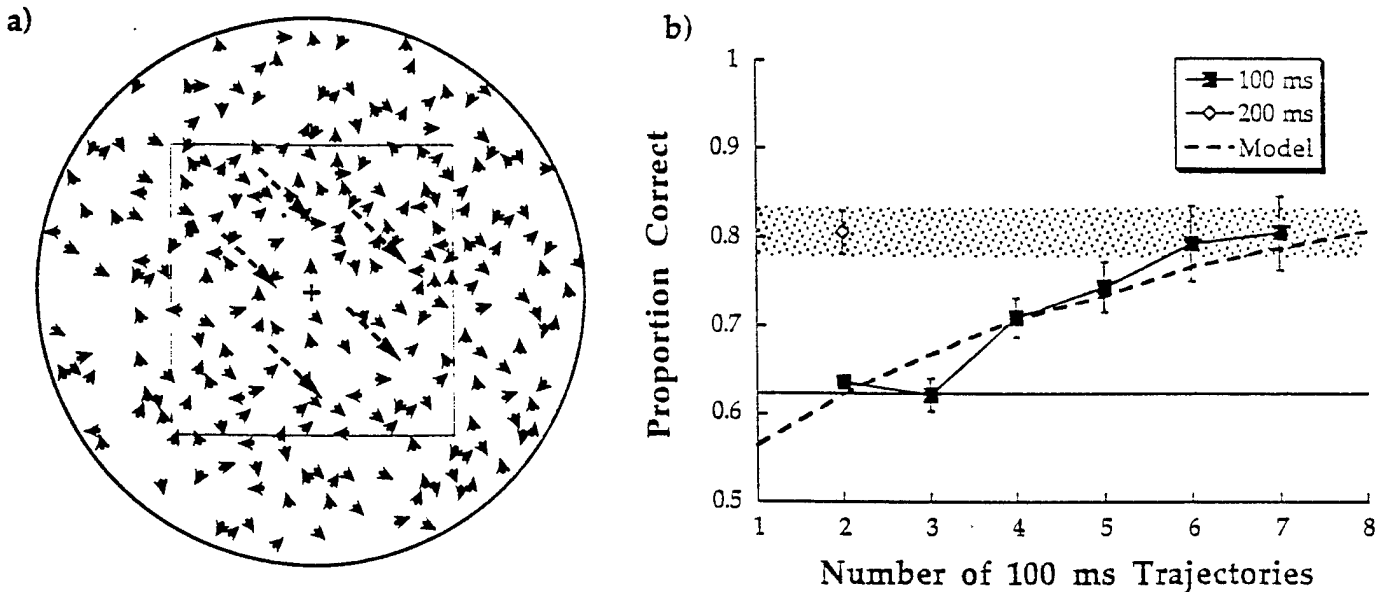 a)
b)
Proportion Correct
1
0.9
0.8
0.7
0.6
0.5
100 ms
200 ms
Model
1 2 3 4 5 6 7 8
Number of 100 ms Trajectories